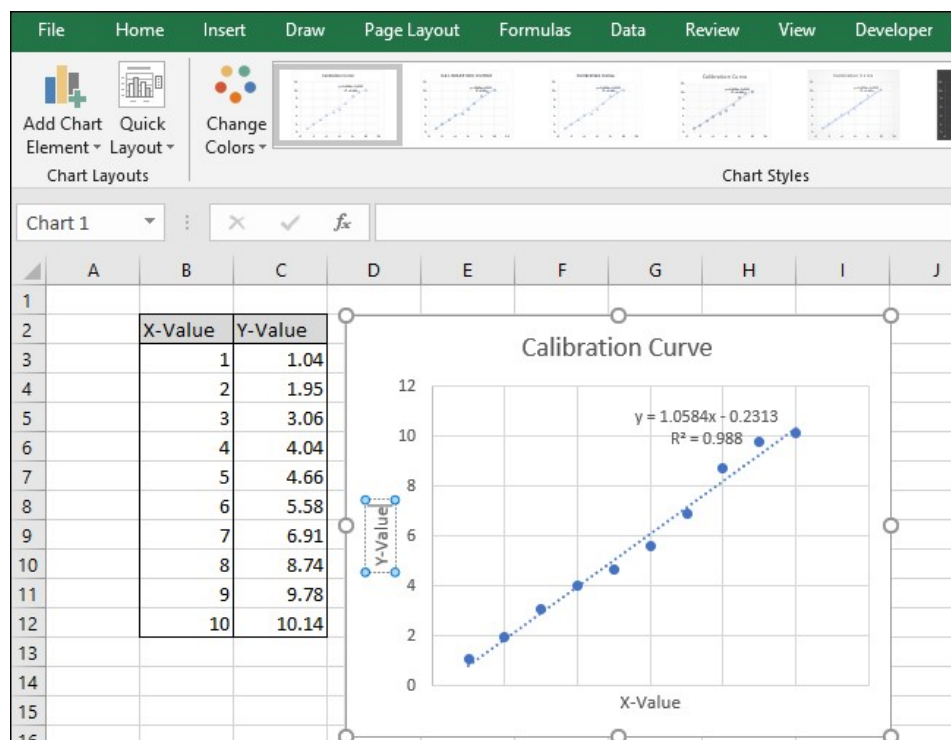 File Home Insert Draw Page Layout Formulas Data Review View Developer
Add Chart Element Quick Layout Change Colors
Calibration Curve
Chart Layouts Chart Styles
Chart 1 fx
A B C D E F G H I J
1
2 X-Value Y-Value
3 1 1.04
4 2 1.95
5 3 3.06
6 4 4.04
7 5 4.66
8 6 5.58
9 7 6.91
10 8 8.74
11 9 9.78
12 10 10.14
13
14
15
16
Calibration Curve
12
10
8
6
4
2
0
y = 1.0584x - 0.2313
R² = 0.988
Y-Value
X-Value